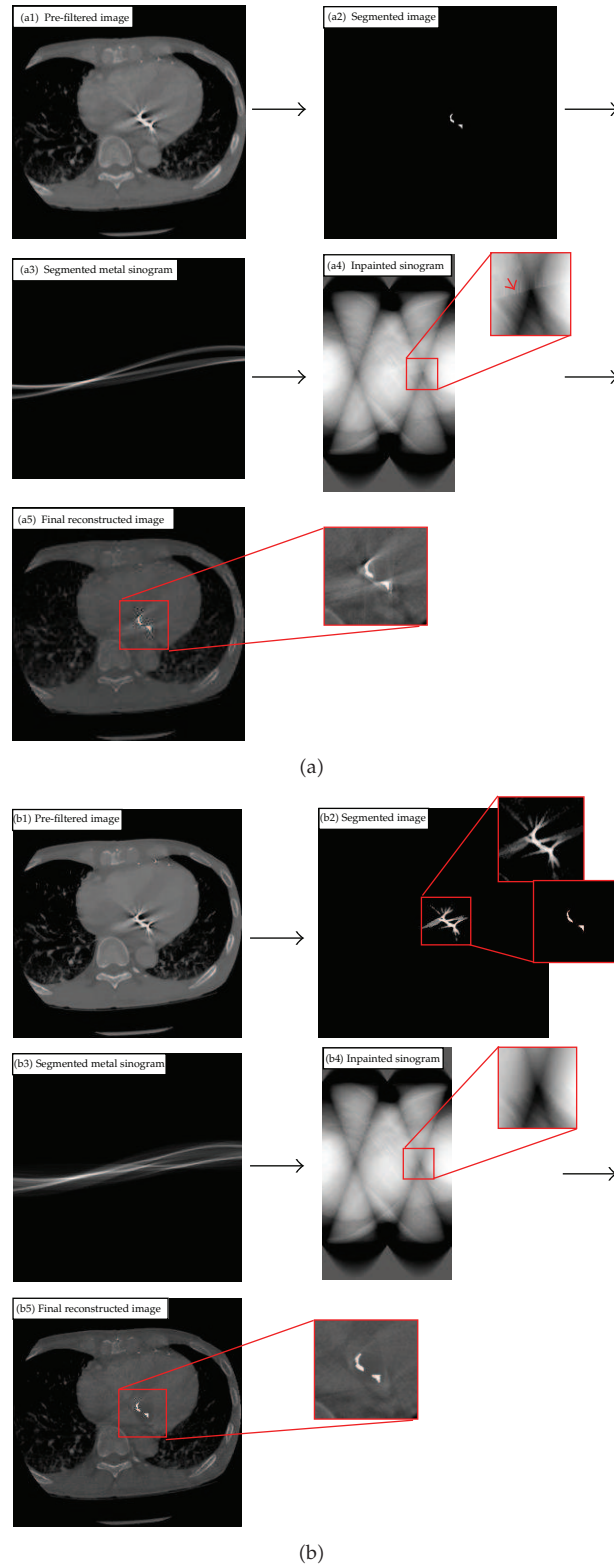 (a1) Pre-filtered image
(a2) Segmented image
(a3) Segmented metal sinogram
(a4) Inpainted sinogram
(a5) Final reconstructed image
(a)
(b1) Pre-filtered image
(b2) Segmented image
(b3) Segmented metal sinogram
(b4) Inpainted sinogram
(b5) Final reconstructed image
(b)